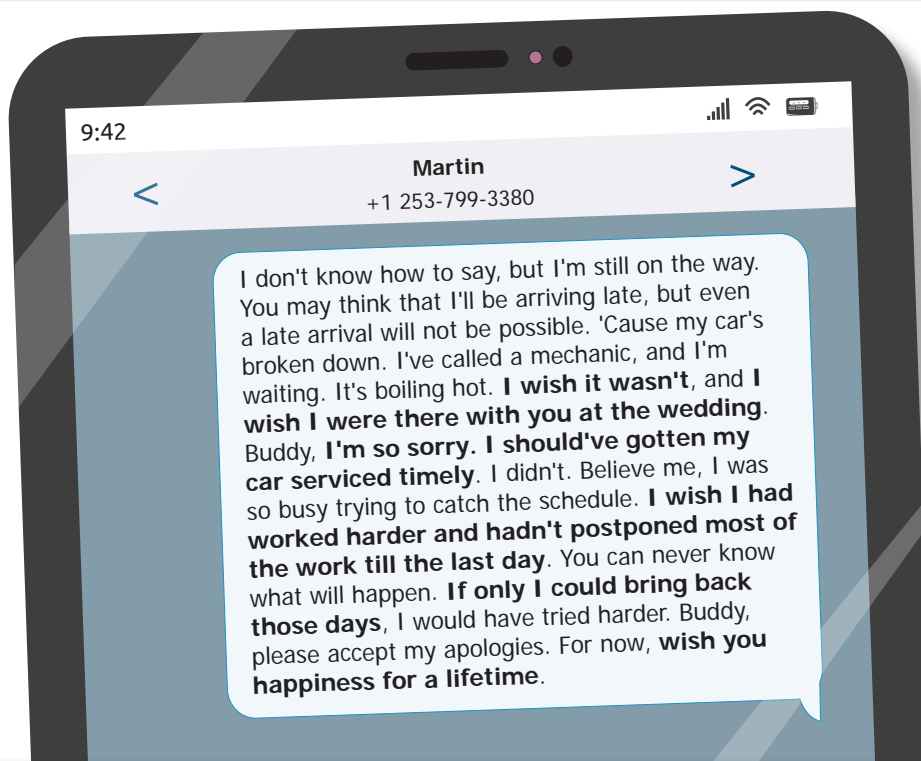 9:42
Martin
<
>
+1 253-799-3380
I don't know how to say, but I'm still on the way.
You may think that I'll be arriving late, but even
a late arrival will not be possible. 'Cause my car's
broken down. I've called a mechanic, and I'm
waiting. It's boiling hot. I wish it wasn't, and I
wish I were there with you at the wedding.
Buddy, I'm so sorry. I should've gotten my
car serviced timely. I didn't. Believe me, I was
so busy trying to catch the schedule. I wish I had
worked harder and hadn't postponed most of
the work till the last day. You can never know
what will happen. If only I could bring back
those days, I would have tried harder. Buddy,
please accept my apologies. For now, wish you
happiness for a lifetime.